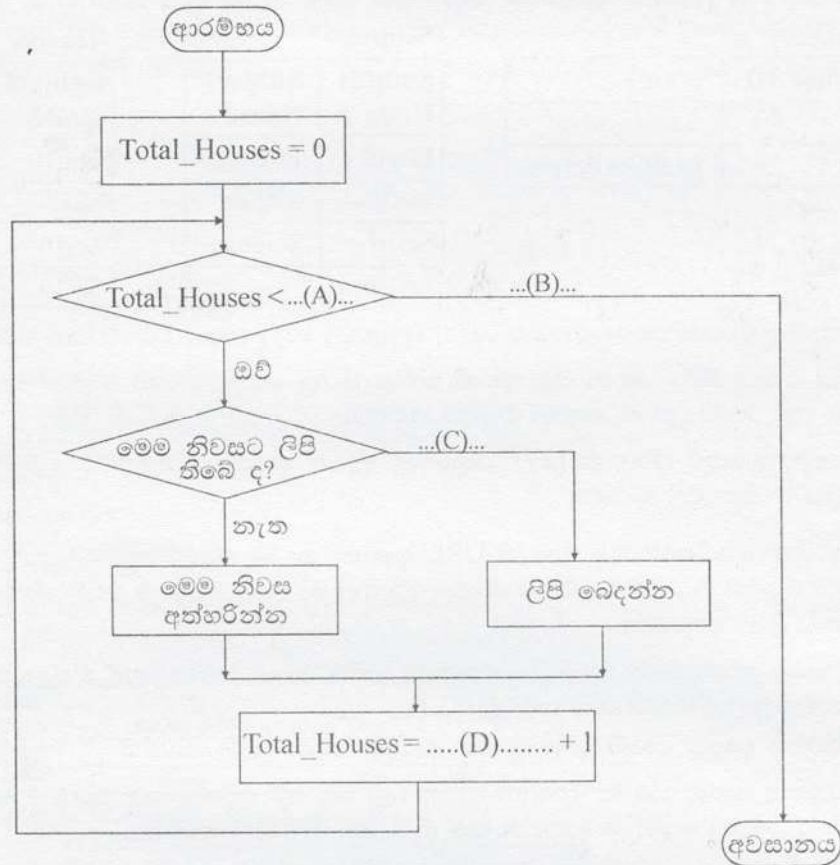 ආරම්භය
Total_Houses = 0
Total_Houses < ...(A)...
...(B)...
ඔව්
මෙම නිවසට ලිපි
තිබේ ද?
...(C)...
නැත
මෙම නිවස
අත්හරින්න
ලිපි බෙදන්න
Total_Houses = .....(D)........ + 1
අවසානය